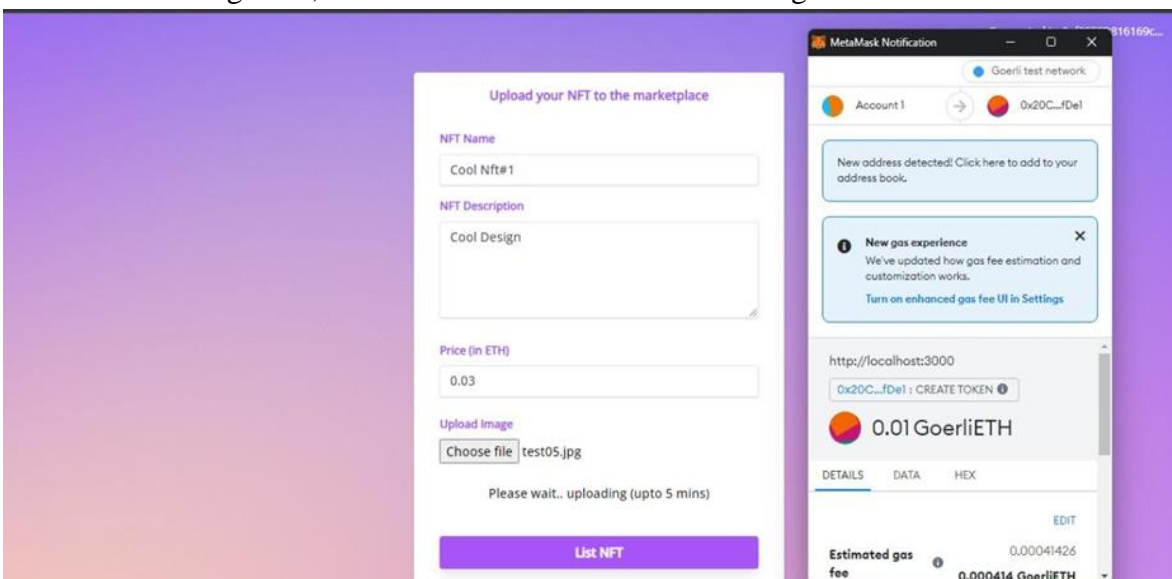 816169c...
Upload your NFT to the marketplace
NFT Name
Cool Nft#1
NFT Description
Cool Design
Price (in ETH)
0.03
Upload Image
Choose file test05.jpg
Please wait.. uploading (upto 5 mins)
List NFT
MetaMask Notification
Goerli test network
Account 1
0x20C...fDe1
New address detected! Click here to add to your
address book.
New gas experience
We've updated how gas fee estimation and
customization works.
Turn on enhanced gas fee UI in Settings
http://localhost:3000
0x20C...fDe1 : CREATE TOKEN
0.01 GoerliETH
DETAILS DATA HEX
EDIT
Estimated gas
fee
0.00041426
0.000414 GoerliETH